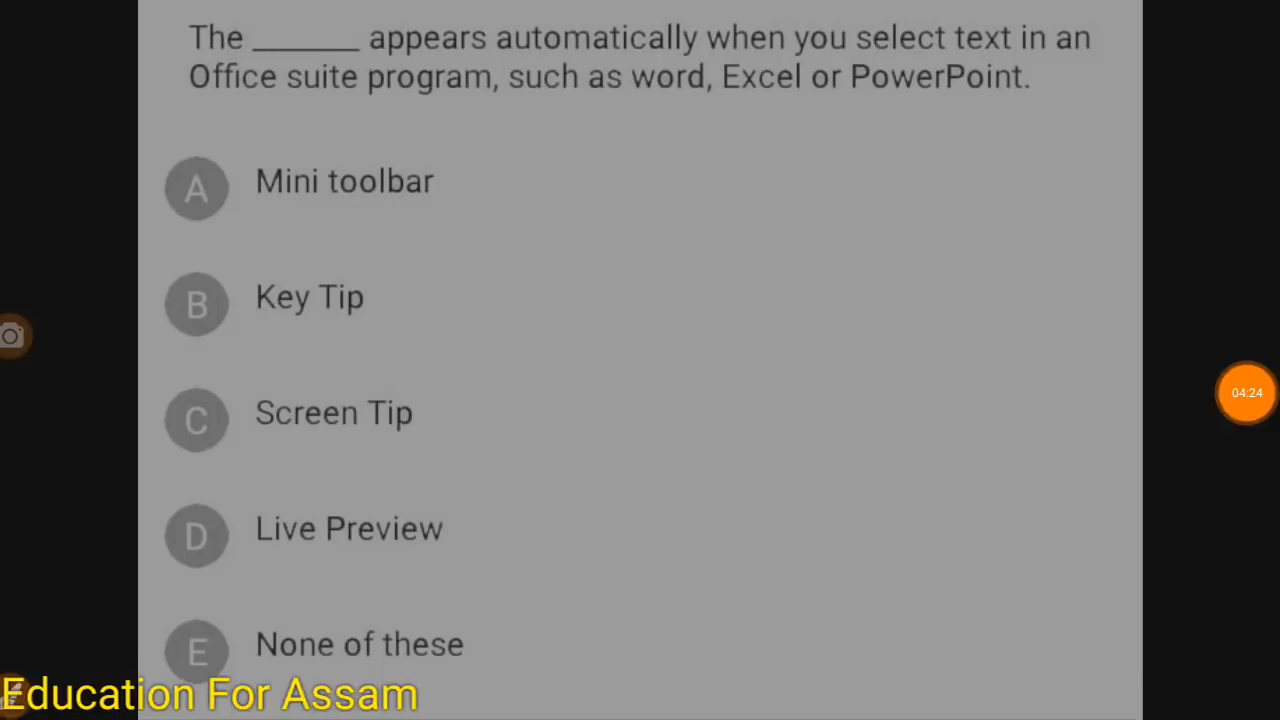 The _______ appears automatically when you select text in an
Office suite program, such as word, Excel or PowerPoint.
A Mini toolbar
B Key Tip
C Screen Tip
04:24
D Live Preview
E None of these
Education For Assam